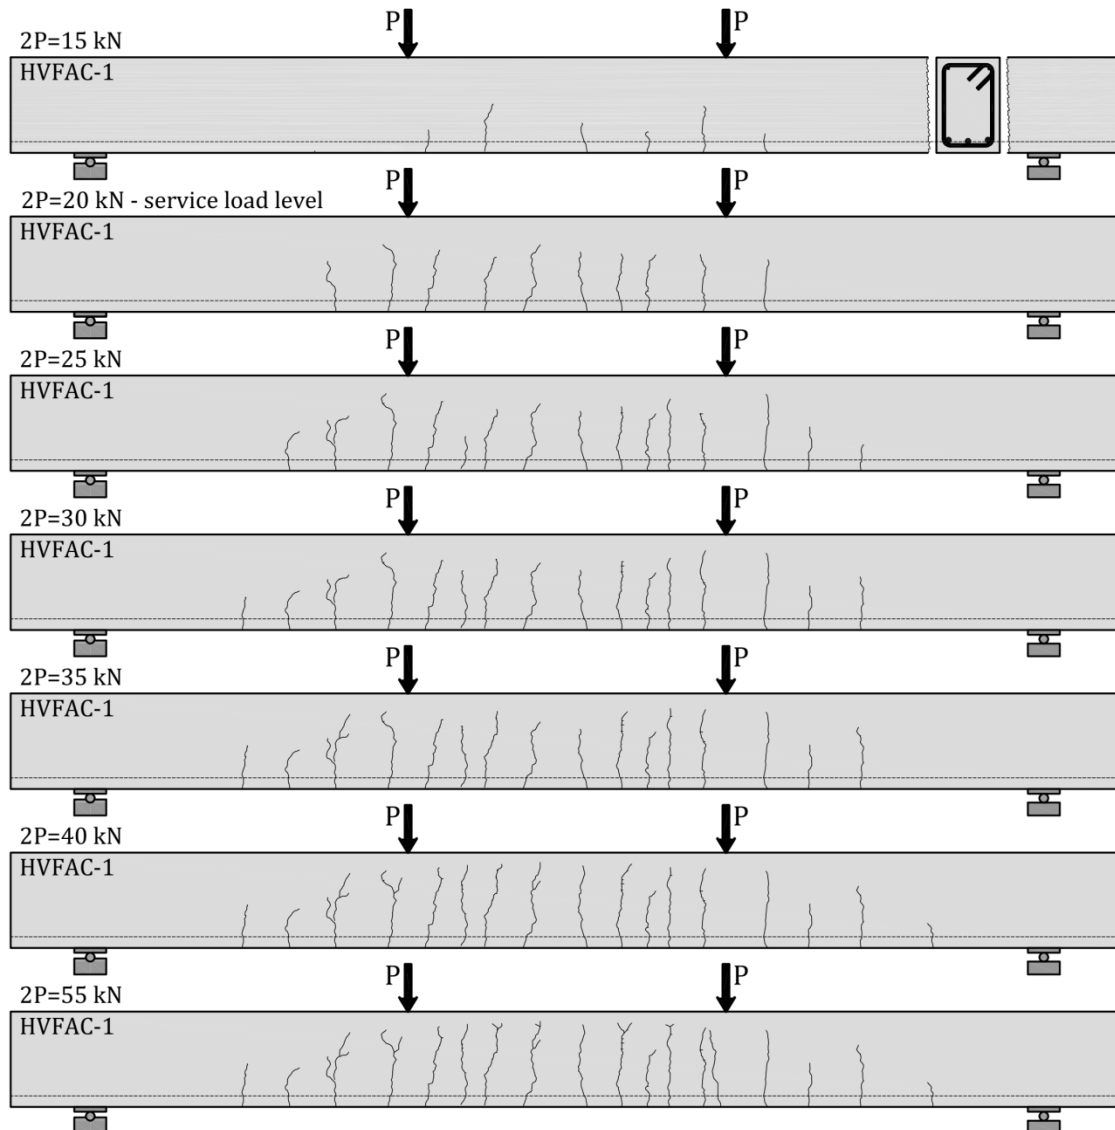 P P
2P=15 kN
HVFAC-1
P P
2P=20 kN - service load level
HVFAC-1
P P
2P=25 kN
HVFAC-1
P P
2P=30 kN
HVFAC-1
P P
2P=35 kN
HVFAC-1
P P
2P=40 kN
HVFAC-1
P P
2P=55 kN
HVFAC-1